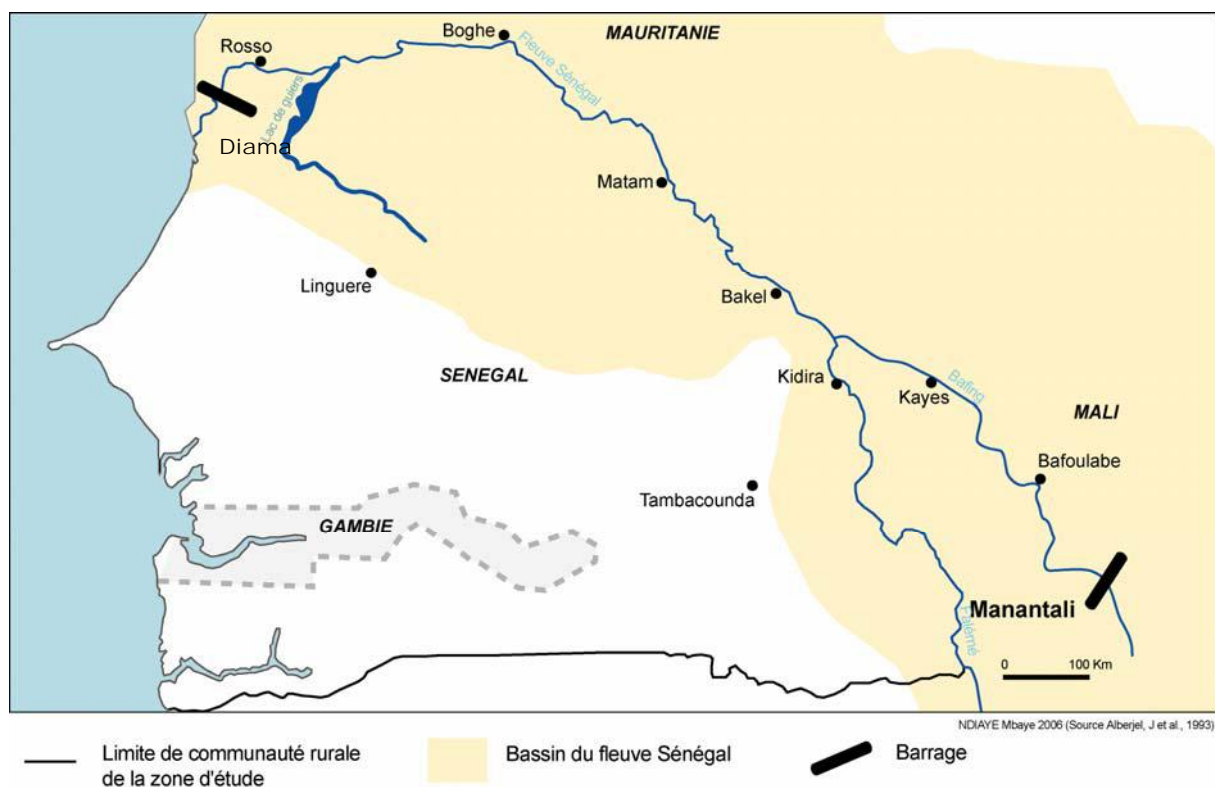 MAURITANIE
Boghe
Rosso
Fleuve Sénégal
Lac de guiers
Diama
Matam
Linguere
Bakel
SENEGAL
Kidira
Kayes
Bafing
MALI
Bafoulabe
Tambacounda
GAMBIE
Manantali
Falémé
0 100 Km
NDIAYE Mbaye 2006 (Source Alberjel, J et al., 1993)
Limite de communauté rurale
de la zone d'étude
Bassin du fleuve Sénégal
Barrage